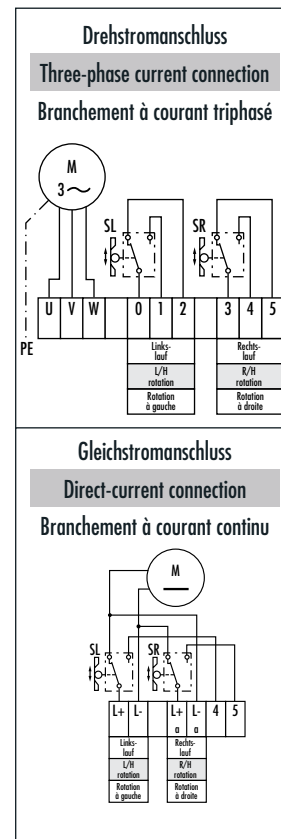 Drehstromanschluss
Three-phase current connection
Branchement à courant triphasé
M
3～
SL
SR
U V W 0 1 2 3 4 5
PE
Links-
lauf
L/H
rotation
Rotation
à gauche
Rechts-
lauf
R/H
rotation
Rotation
à droite
Gleichstromanschluss
Direct-current connection
Branchement à courant continu
M
SL
SR
L+ L- L+ L- 4 5
a a
Links-
lauf
L/H
rotation
Rotation
à gauche
Rechts-
lauf
R/H
rotation
Rotation
à droite